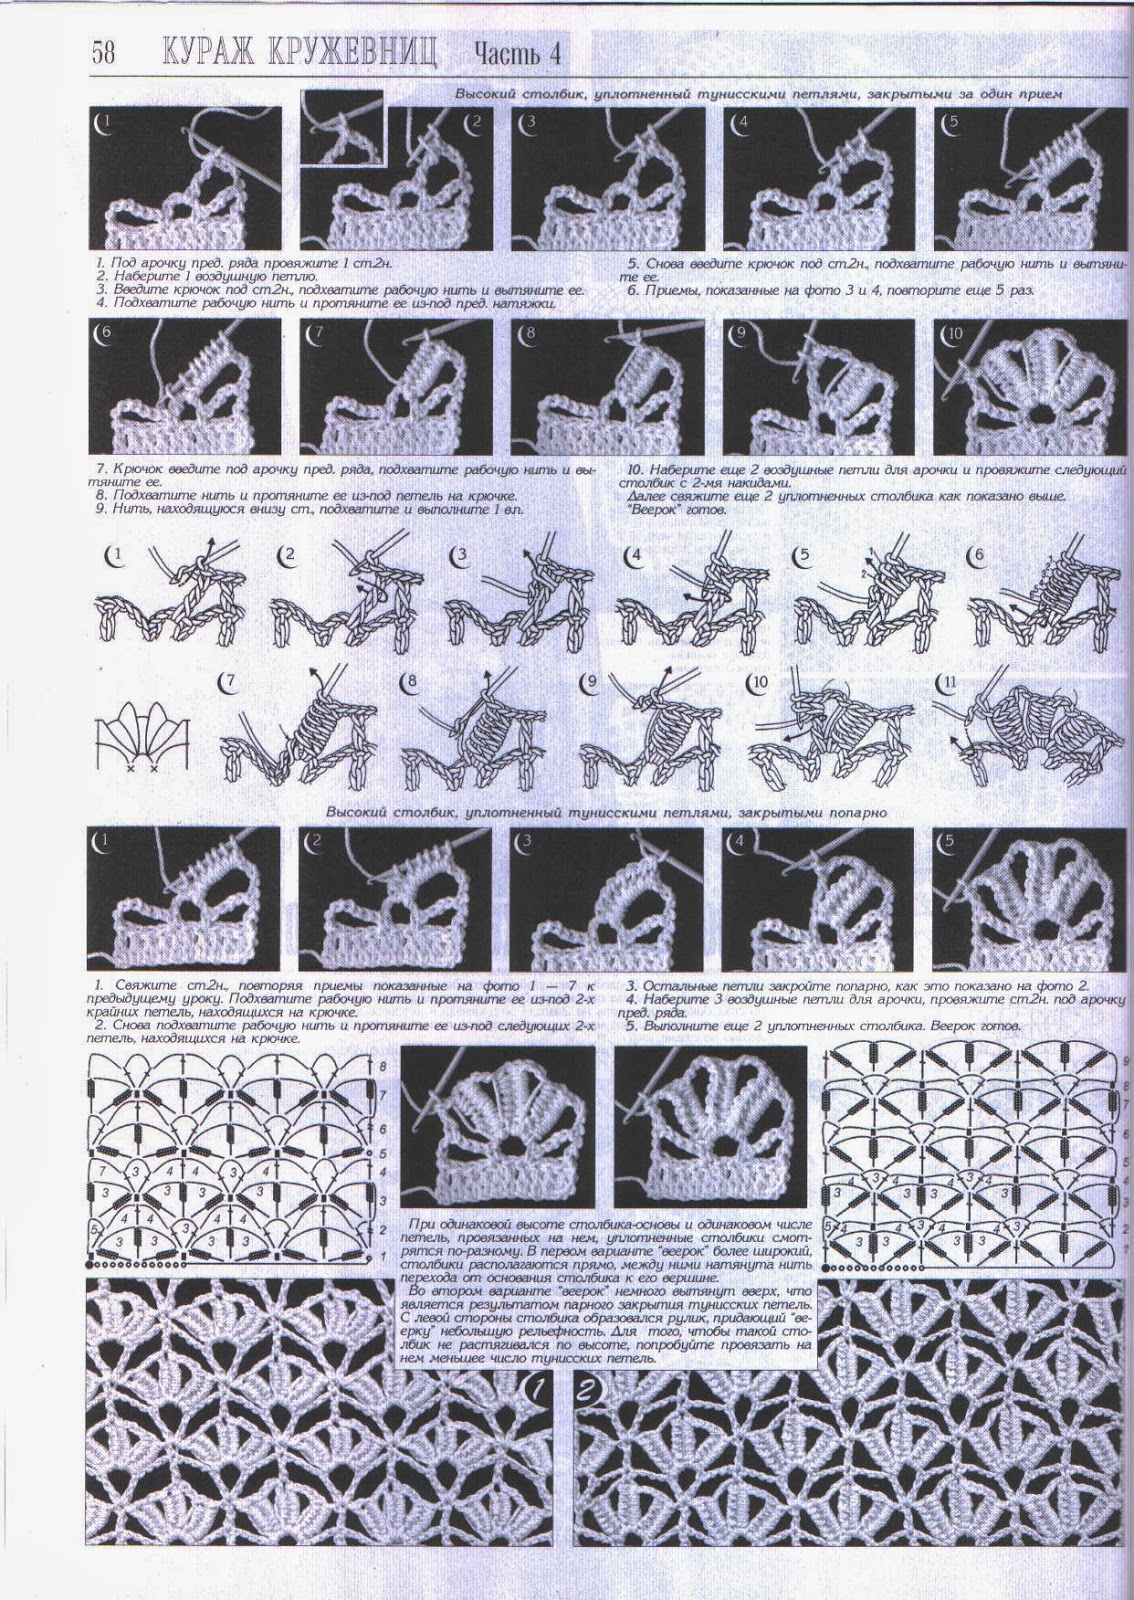 58 КУРАЖ КРУЖЕВНИЦ Часть 4
Высокий столбик, уплотненный тунисскими петлями, закрытыми за один прием
1 2 3 4 5
1. Под арочку пред. ряда провяжите 1 ст.2н.
2. Наберите 1 воздушную петлю.
3. Введите крючок под ст.2н., подхватите рабочую нить и вытяните ее.
4. Подхватите рабочую нить и протяните ее из-под пред. натяжки.
5. Снова введите крючок под ст.2н., подхватите рабочую нить и вытяни-
те ее.
6. Приемы, показанные на фото 3 и 4, повторите еще 5 раз.
6 7 8 9 10
7. Крючок введите под арочку пред. ряда, подхватите рабочую нить и вы-
тяните ее.
8. Подхватите нить и протяните ее из-под петель на крючке.
9. Нить, находящуюся внизу ст., подхватите и выполните 1 вп.
10. Наберите еще 2 воздушные петли для арочки и провяжите следующий
столбик с 2-мя накидами.
Далее свяжите еще 2 уплотненных столбика как показано выше.
"Веерок" готов.
1 2 3 4 5 6
7 8 9 10 11
Высокий столбик, уплотненный тунисскими петлями, закрытыми попарно
1 2 3 4 5
1. Свяжите ст.2н., повторяя приемы показанные на фото 1 — 7 к
предыдущему уроку. Подхватите рабочую нить и протяните ее из-под 2-х
крайних петель, находящихся на крючке.
2. Снова подхватите рабочую нить и протяните ее из-под следующих 2-х
петель, находящихся на крючке.
3. Остальные петли закройте попарно, как это показано на фото 2.
4. Наберите 3 воздушные петли для арочки, провяжите ст.2н. под арочку
пред. ряда.
5. Выполните еще 2 уплотненных столбика. Веерок готов.
При одинаковой высоте столбика-основы и одинаковом числе
петель, провязанных на нем, уплотненные столбики смот-
рятся по-разному. В первом варианте "веерок" более широкий,
столбики располагаются прямо, между ними натянута нить
перехода от основания столбика к его вершине.
Во втором варианте "веерок" немного вытянут вверх, что
является результатом парного закрытия тунисских петель.
С левой стороны столбика образовался рулик, придающий "ве-
ерку" небольшую рельефность. Для того, чтобы такой сто-
лбик не растягивался по высоте, попробуйте провязать на
нем меньшее число тунисских петель.
1 2